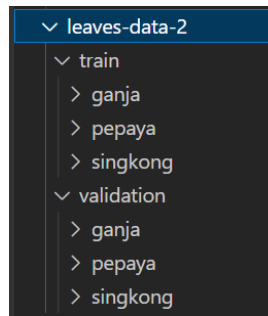 leaves-data-2
train
ganja
pepaya
singkong
validation
ganja
pepaya
singkong